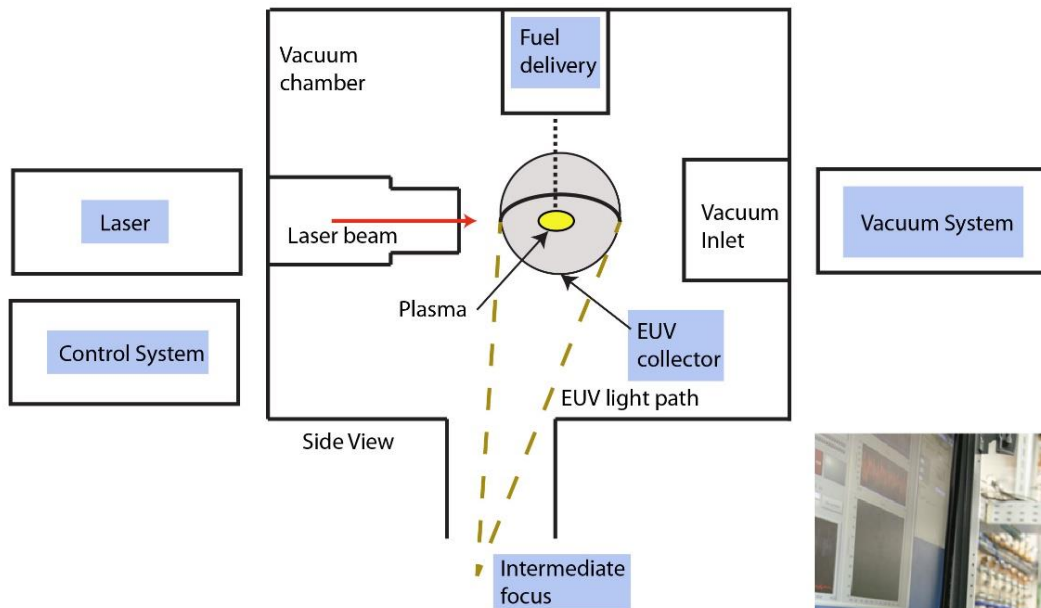 Vacuum
chamber
Fuel
delivery
Laser
Laser beam
Vacuum
Inlet
Vacuum System
Plasma
Control System
EUV
collector
EUV light path
Side View
Intermediate
focus